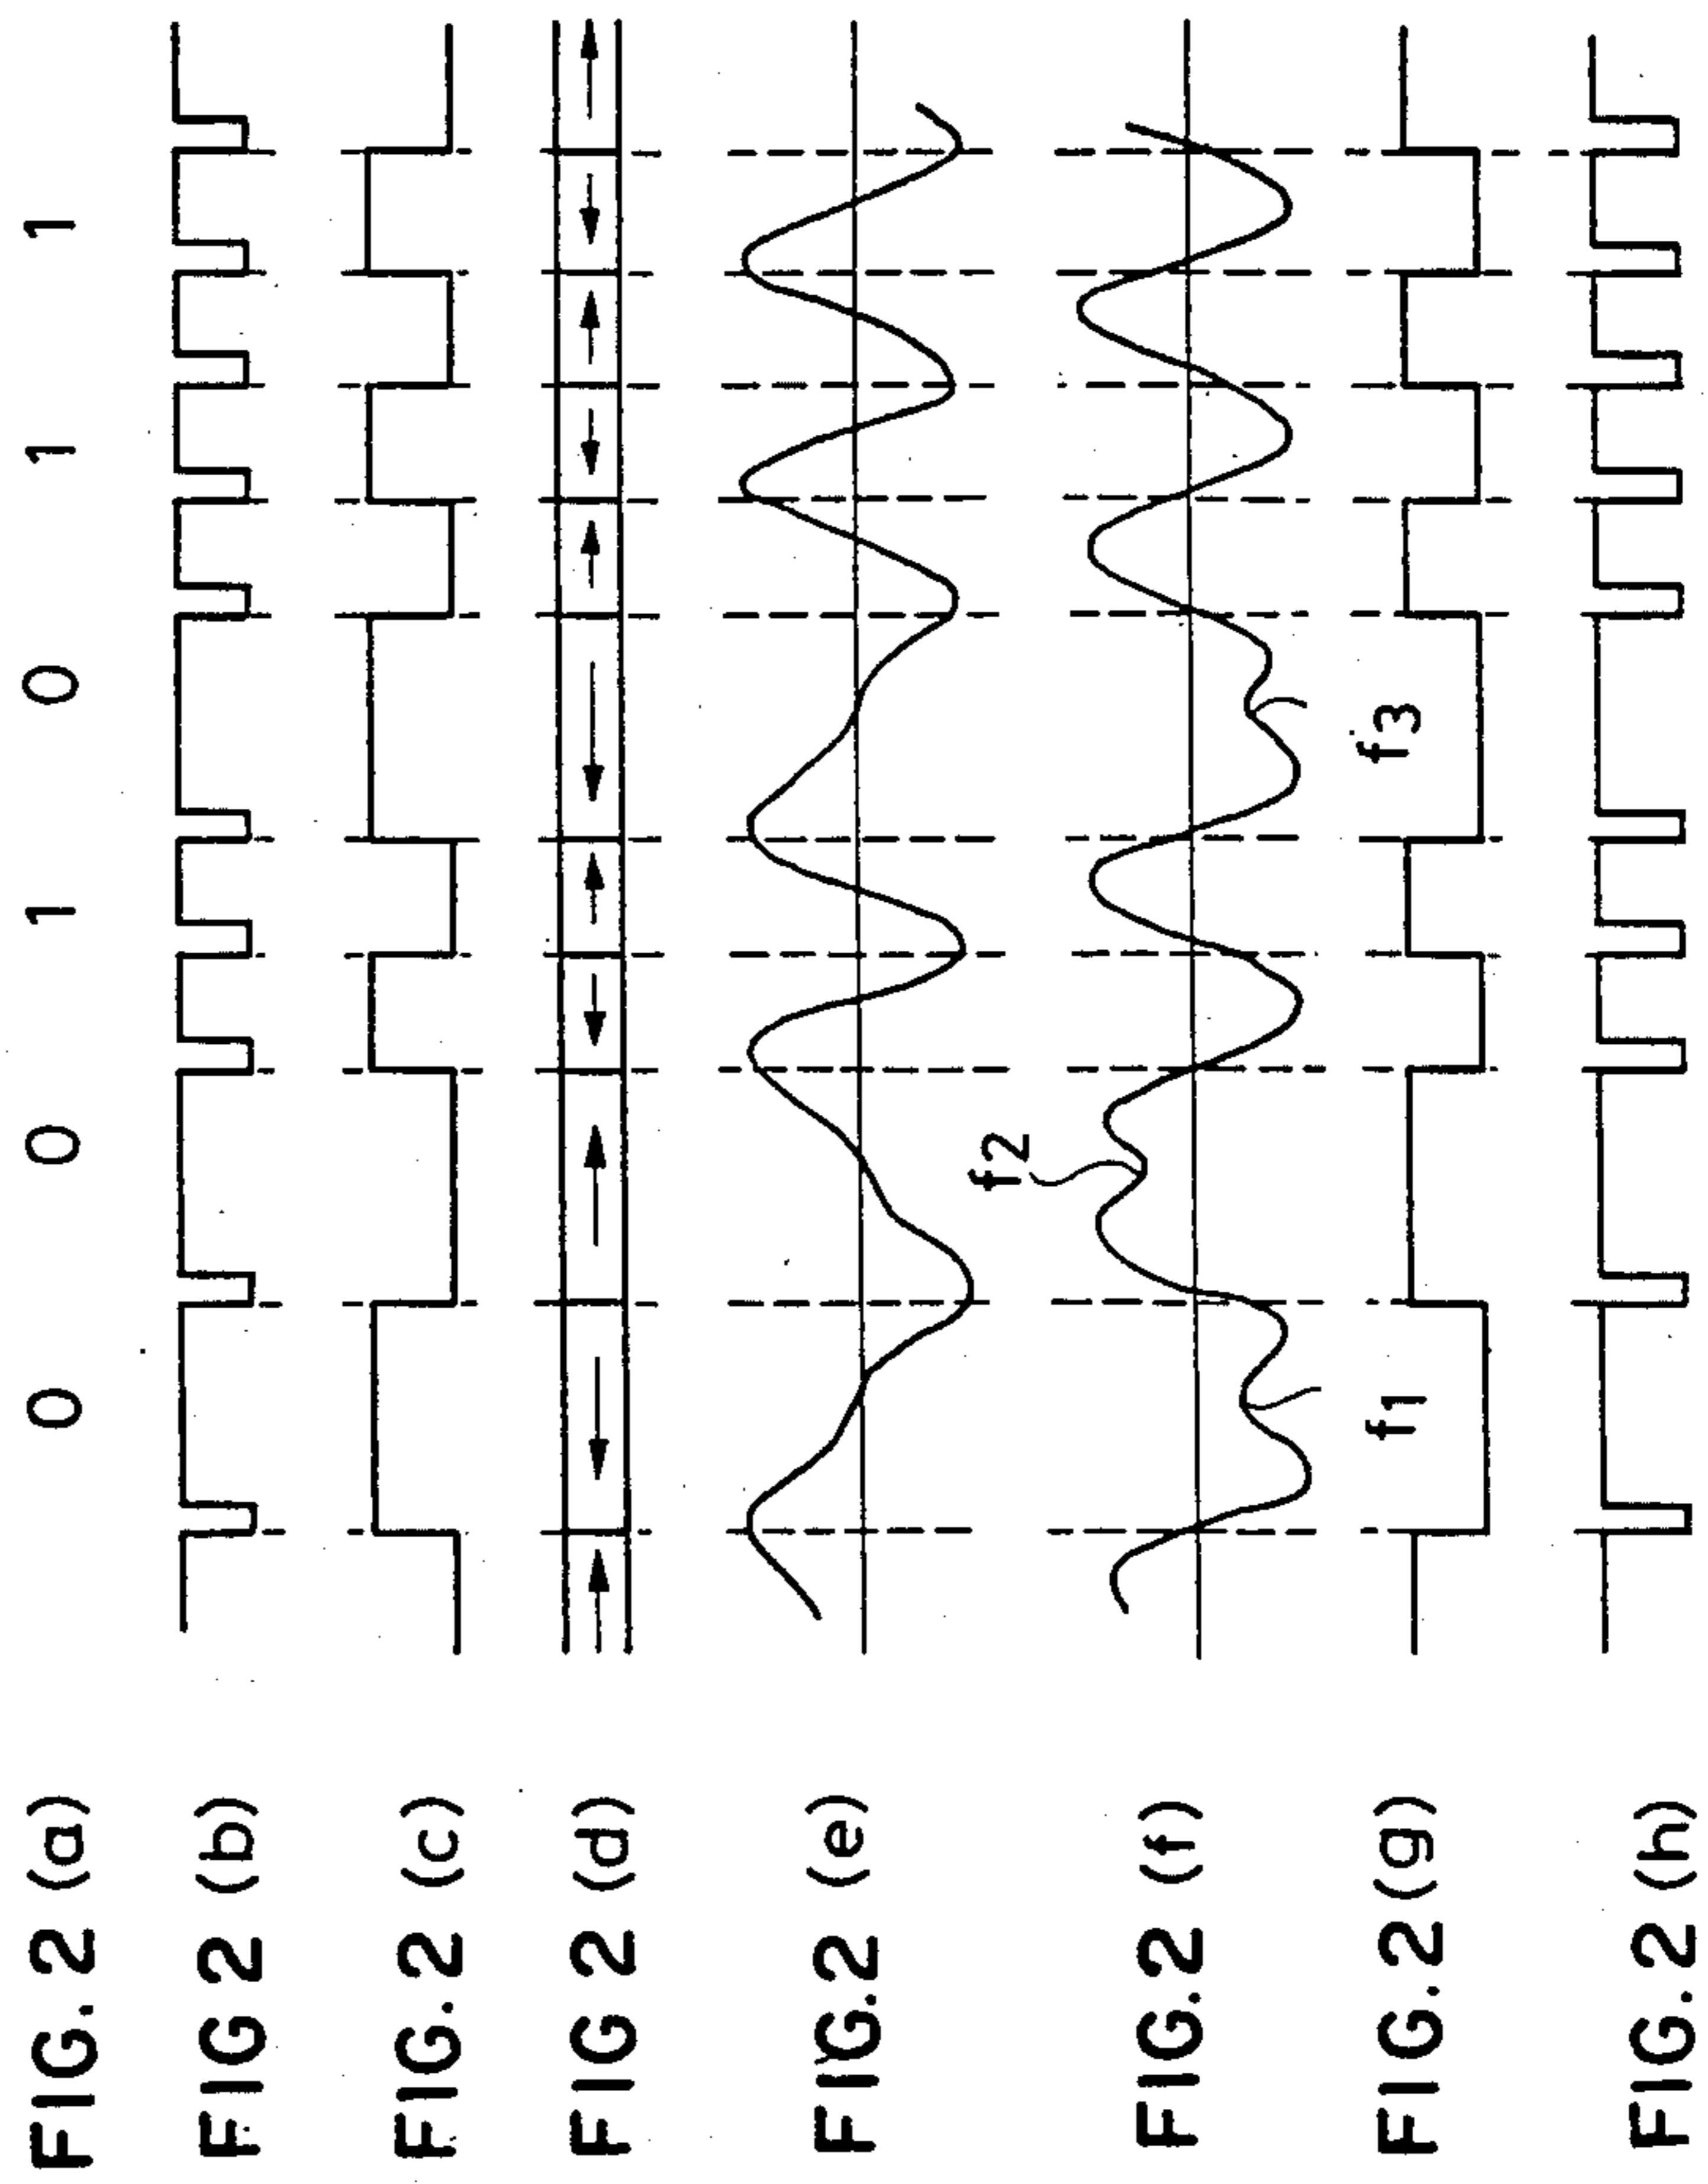 FIG. 2 (a) 0 0 1 0 1 1
FIG 2 (b)
FIG. 2 (c)
FIG 2 (d)
FIG.2 (e)
f2
FIG.2 (f)
f1 f3
FIG.2(g)
FIG.2 (h)